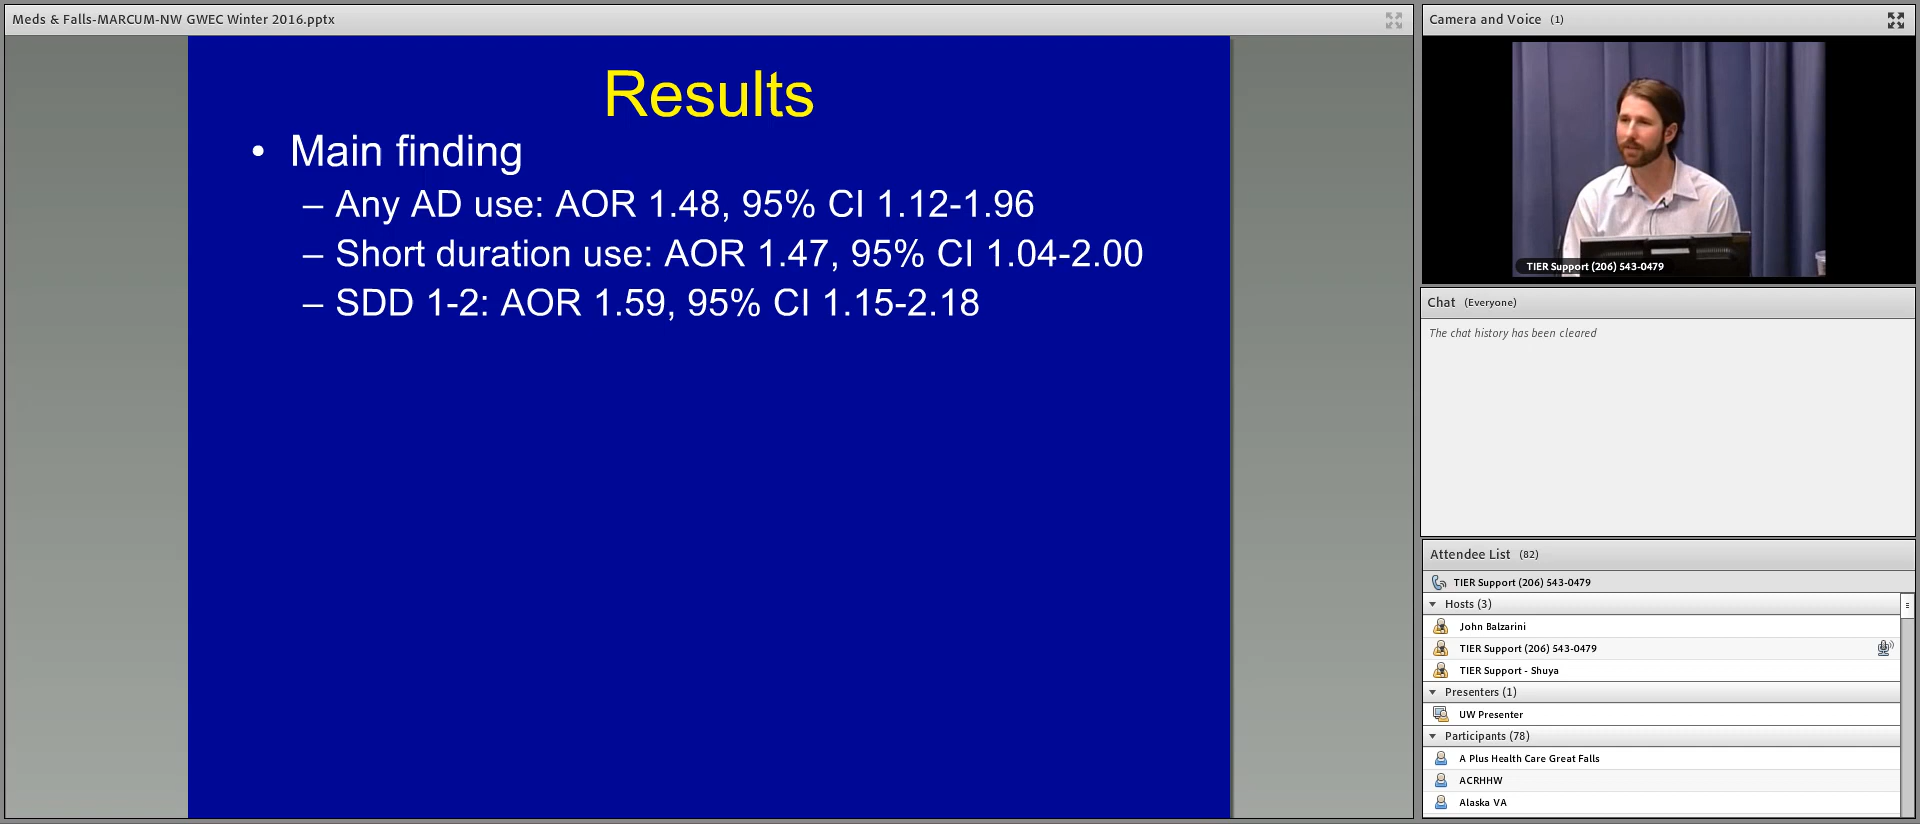 Meds & Falls-MARCUM-NW GWEC Winter 2016.pptx
Results
• Main finding
– Any AD use: AOR 1.48, 95% CI 1.12-1.96
– Short duration use: AOR 1.47, 95% CI 1.04-2.00
– SDD 1-2: AOR 1.59, 95% CI 1.15-2.18
Camera and Voice (1)
TIER Support (206) 543-0479
Chat (Everyone)
The chat history has been cleared
Attendee List (82)
TIER Support (206) 543-0479
Hosts (3)
John Balzarini
TIER Support (206) 543-0479
TIER Support - Shuya
Presenters (1)
UW Presenter
Participants (78)
A Plus Health Care Great Falls
ACRHHW
Alaska VA